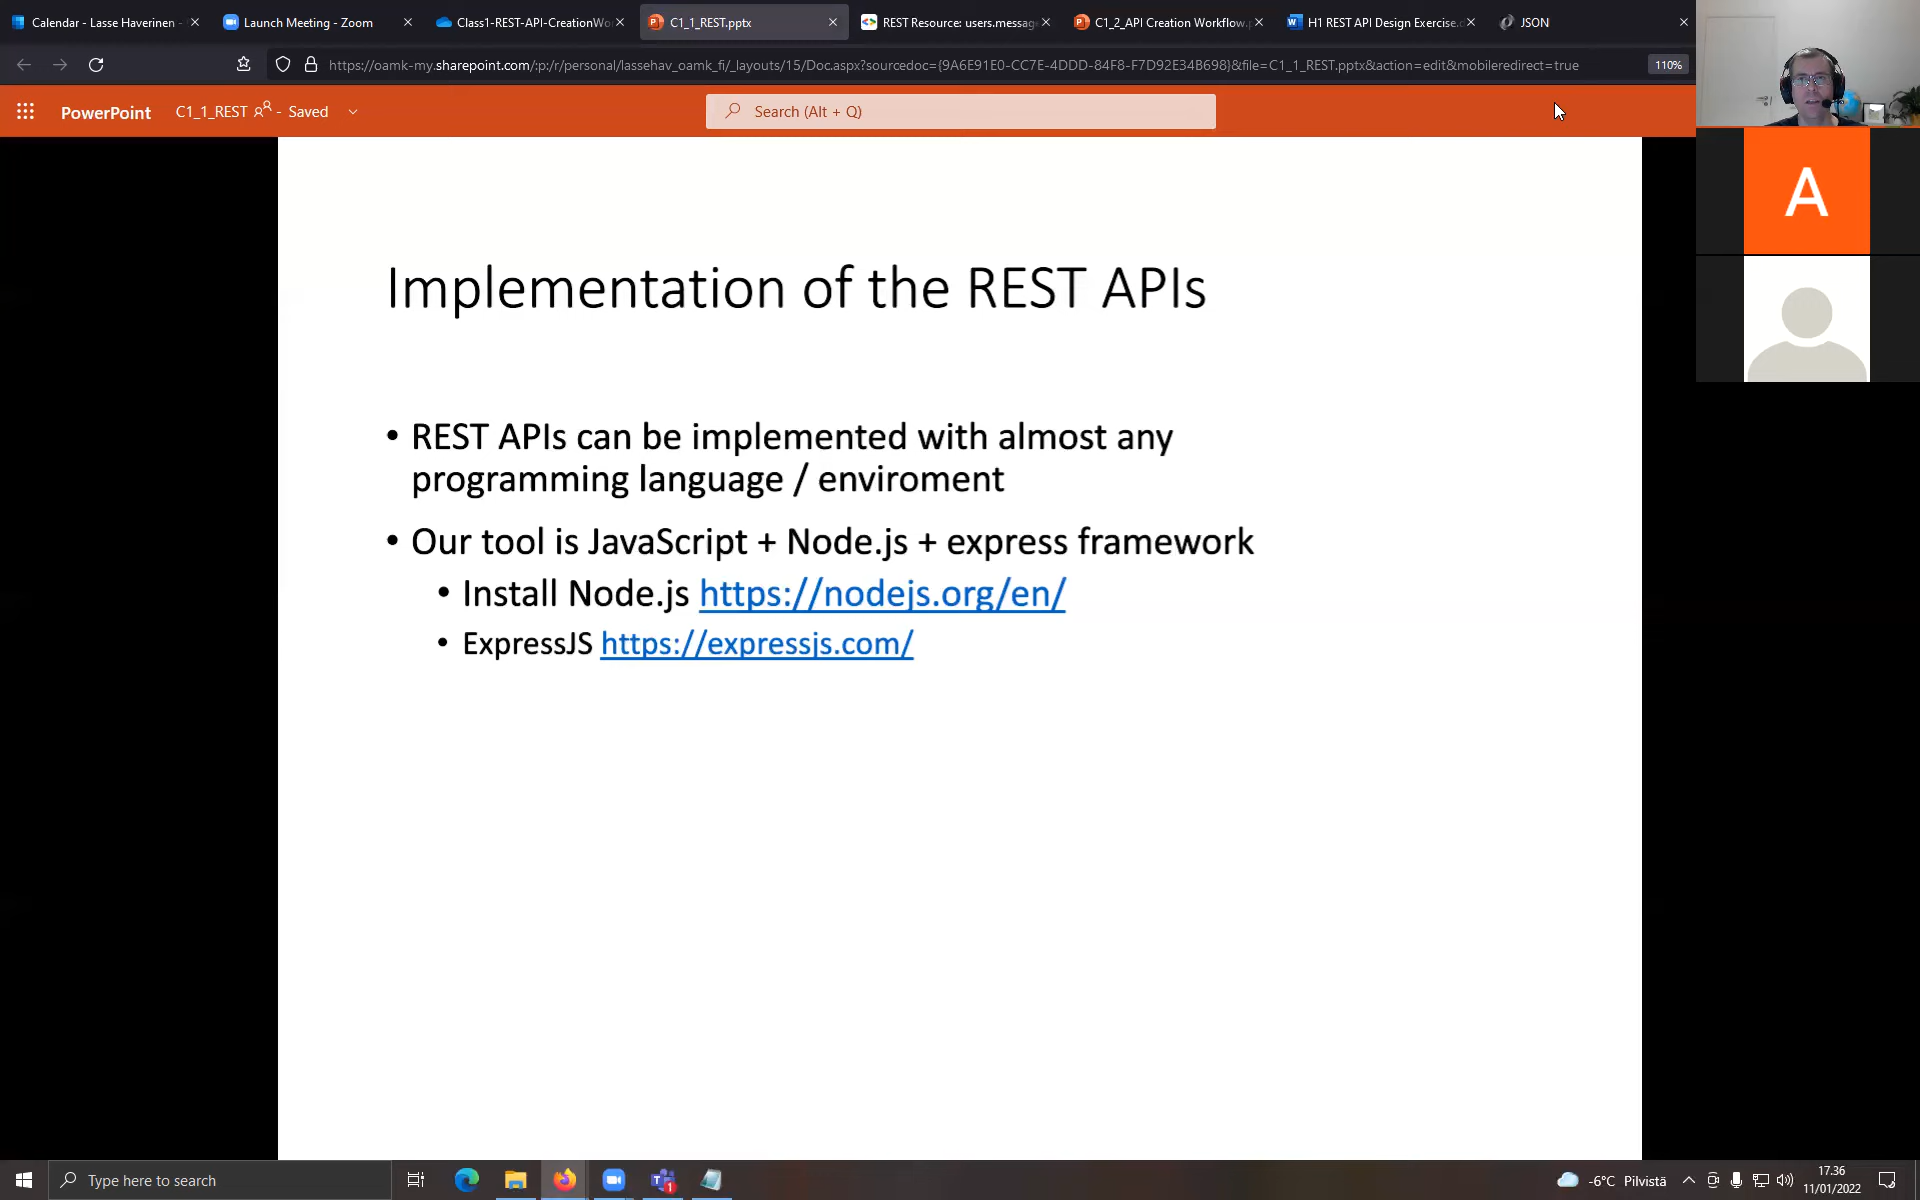 Calendar - Lasse Haverinen -
Launch Meeting - Zoom
Class1-REST-API-CreationWo
C1_1_REST.pptx
REST Resource: users.messag
C1_2_API Creation Workflow.p
H1 REST API Design Exercise.d
JSON
https://oamk-my.sharepoint.com/:p:/r/personal/lassehav_oamk_fi/_layouts/15/Doc.aspx?sourcedoc={9A6E91E0-CC7E-4DDD-84F8-F7D92E34B698}&file=C1_1_REST.pptx&action=edit&mobileredirect=true
110%
PowerPoint
C1_1_REST - Saved
Search (Alt + Q)
A
Implementation of the REST APIs
• REST APIs can be implemented with almost any
programming language / enviroment
• Our tool is JavaScript + Node.js + express framework
• Install Node.js https://nodejs.org/en/
• ExpressJS https://expressjs.com/
Type here to search
1
-6°C Pilvistä
17.36
11/01/2022